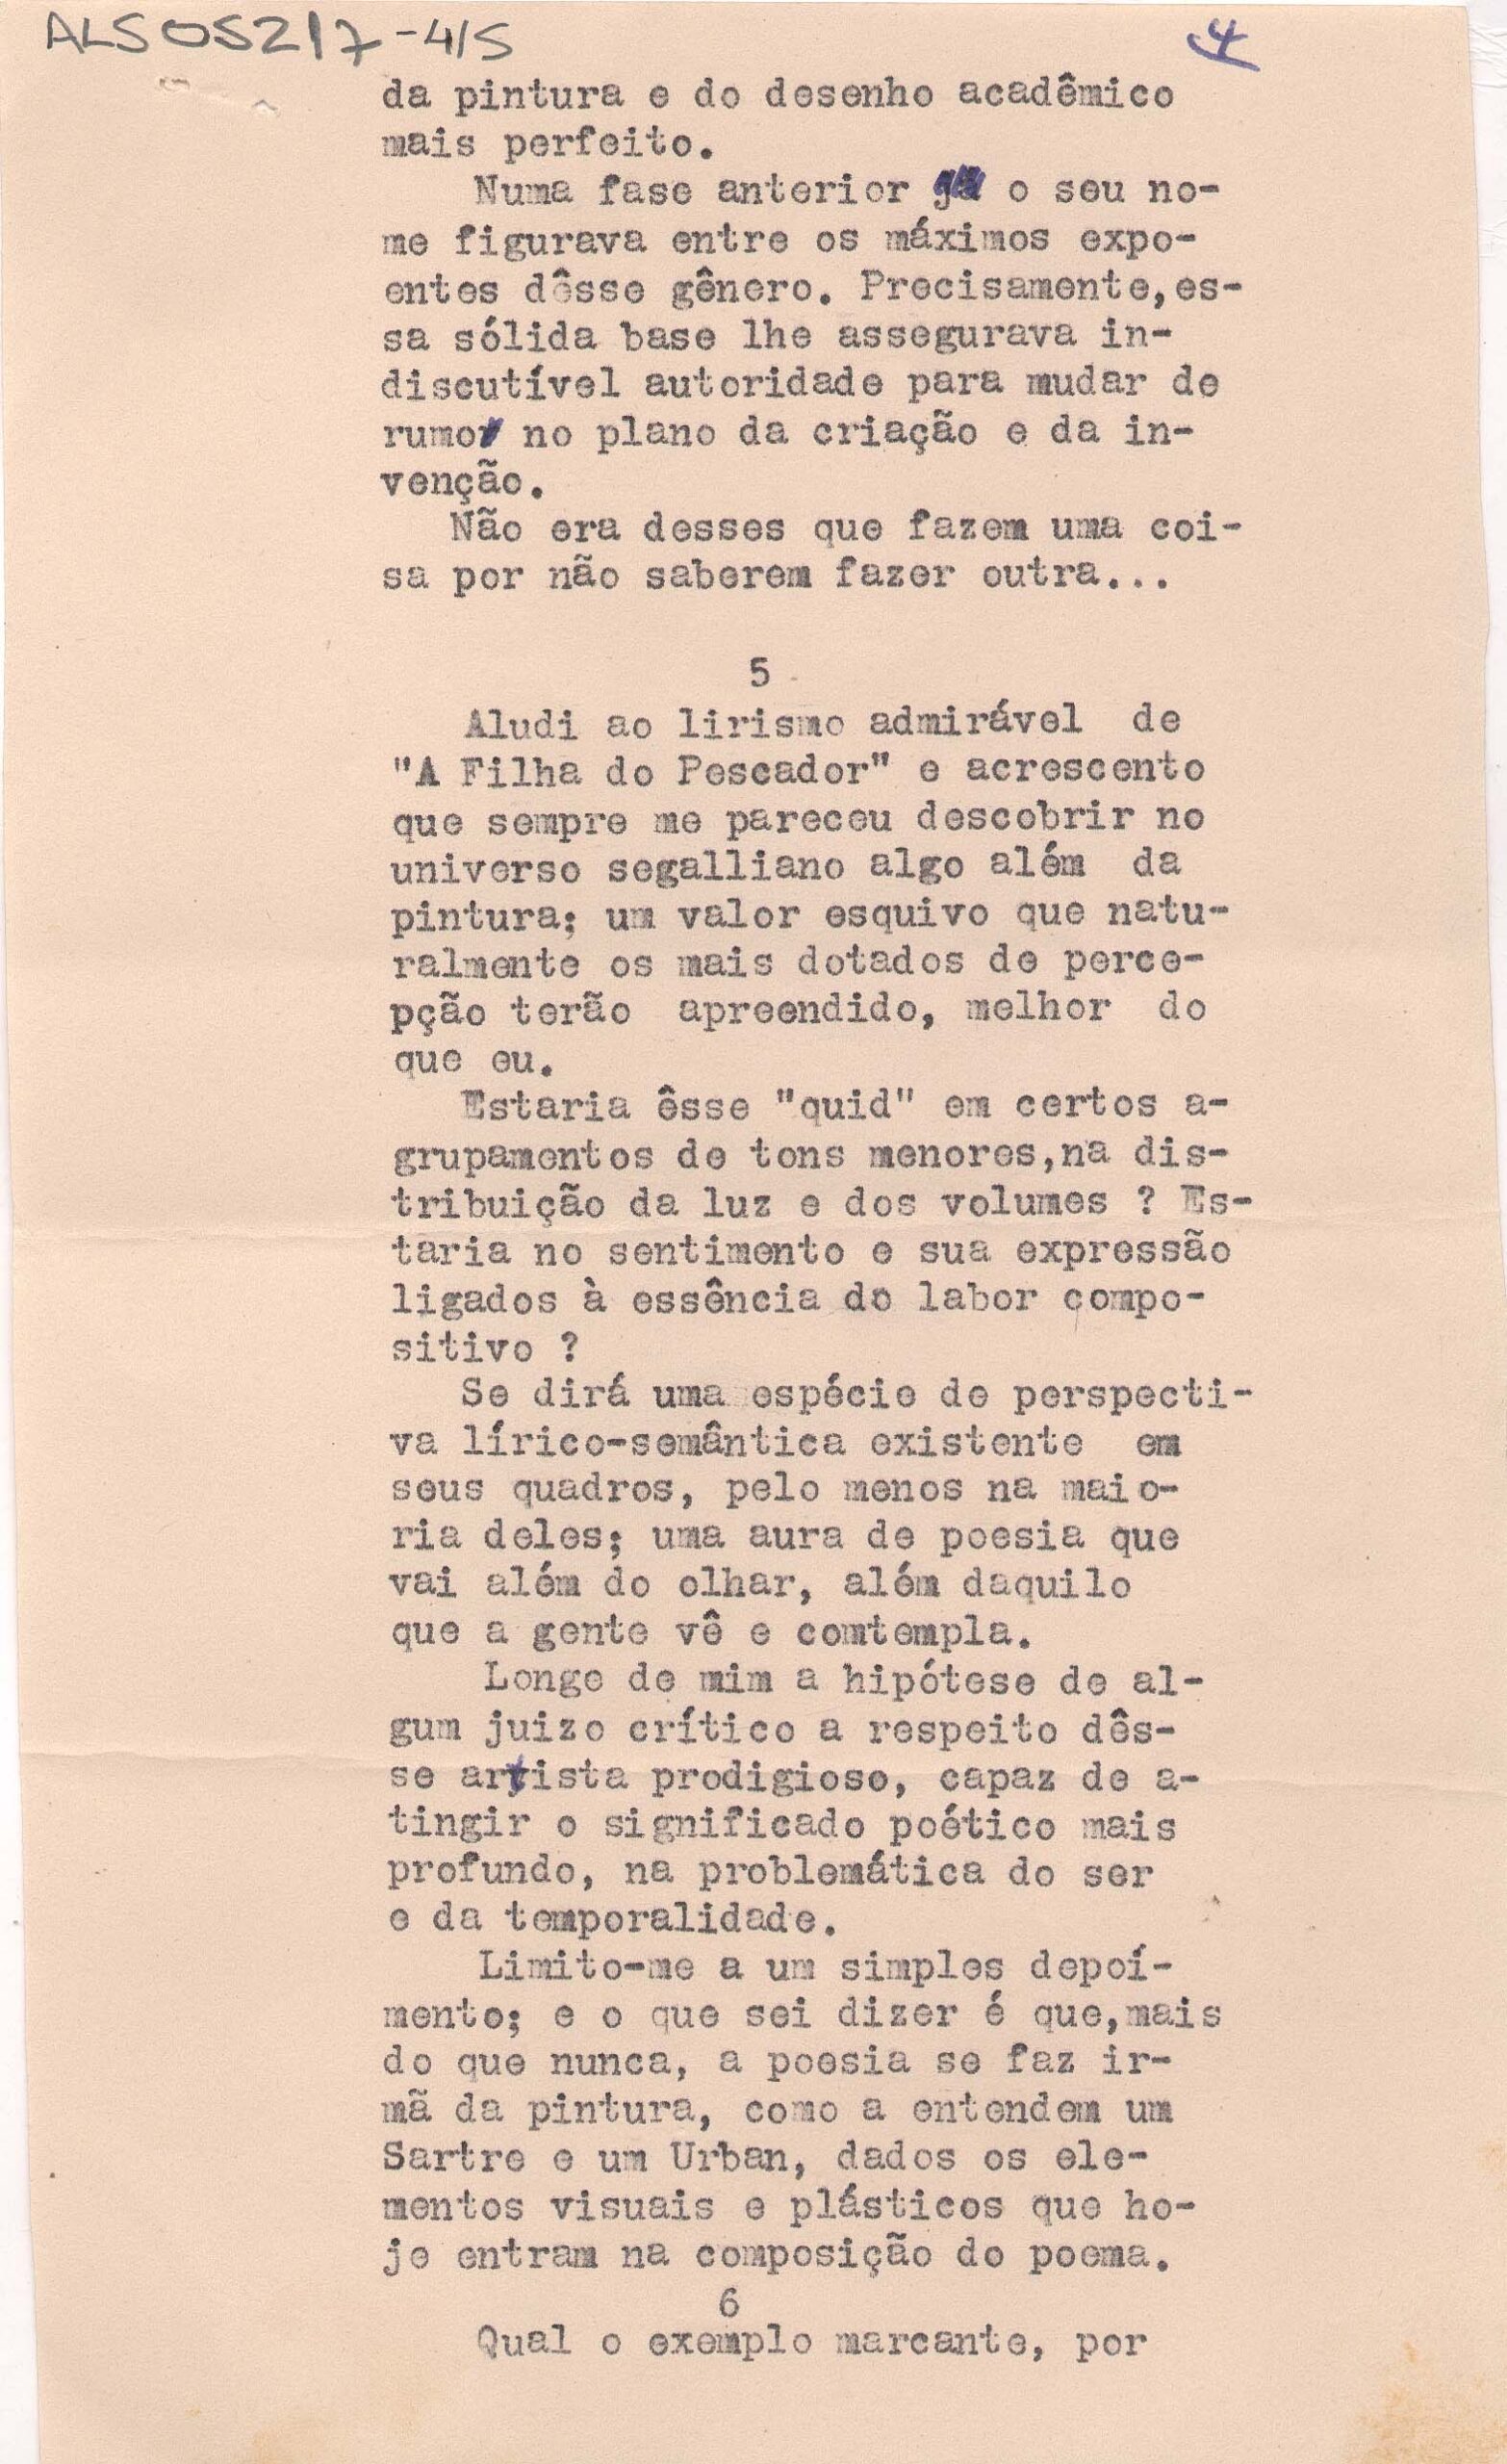 ALS05217-4/5
4
da pintura e do desenho acadêmico
mais perfeito.
Numa fase anterior o seu no-
me figurava entre os máximos expo-
entes dêsse gênero. Precisamente,es-
sa sólida base lhe assegurava in-
discutível autoridade para mudar de
rumo no plano da criação e da in-
venção.
Não era desses que fazem uma coi-
sa por não saberem fazer outra...
5
Aludi ao lirismo admirável de
"A Filha do Pescador" e acrescento
que sempre me pareceu descobrir no
universo segalliano algo além da
pintura; um valor esquivo que natu-
ralmente os mais dotados de perce-
pção terão apreendido, melhor do
que eu.
Estaria êsse "quid" em certos a-
grupamentos de tons menores,na dis-
tribuição da luz e dos volumes ? Es-
taria no sentimento e sua expressão
ligados à essência do labor compo-
sitivo ?
Se dirá uma espécie de perspecti-
va lírico-semântica existente em
seus quadros, pelo menos na maio-
ria deles; uma aura de poesia que
vai além do olhar, além daquilo
que a gente vê e comtempla.
Longe de mim a hipótese de al-
gum juizo crítico a respeito dês-
se artista prodigioso, capaz de a-
tingir o significado poético mais
profundo, na problemática do ser
e da temporalidade.
Limito-me a um simples depoí-
mento; e o que sei dizer é que,mais
do que nunca, a poesia se faz ir-
mã da pintura, como a entendem um
Sartre e um Urban, dados os ele-
mentos visuais e plásticos que ho-
je entram na composição do poema.
6
Qual o exemplo marcante, por